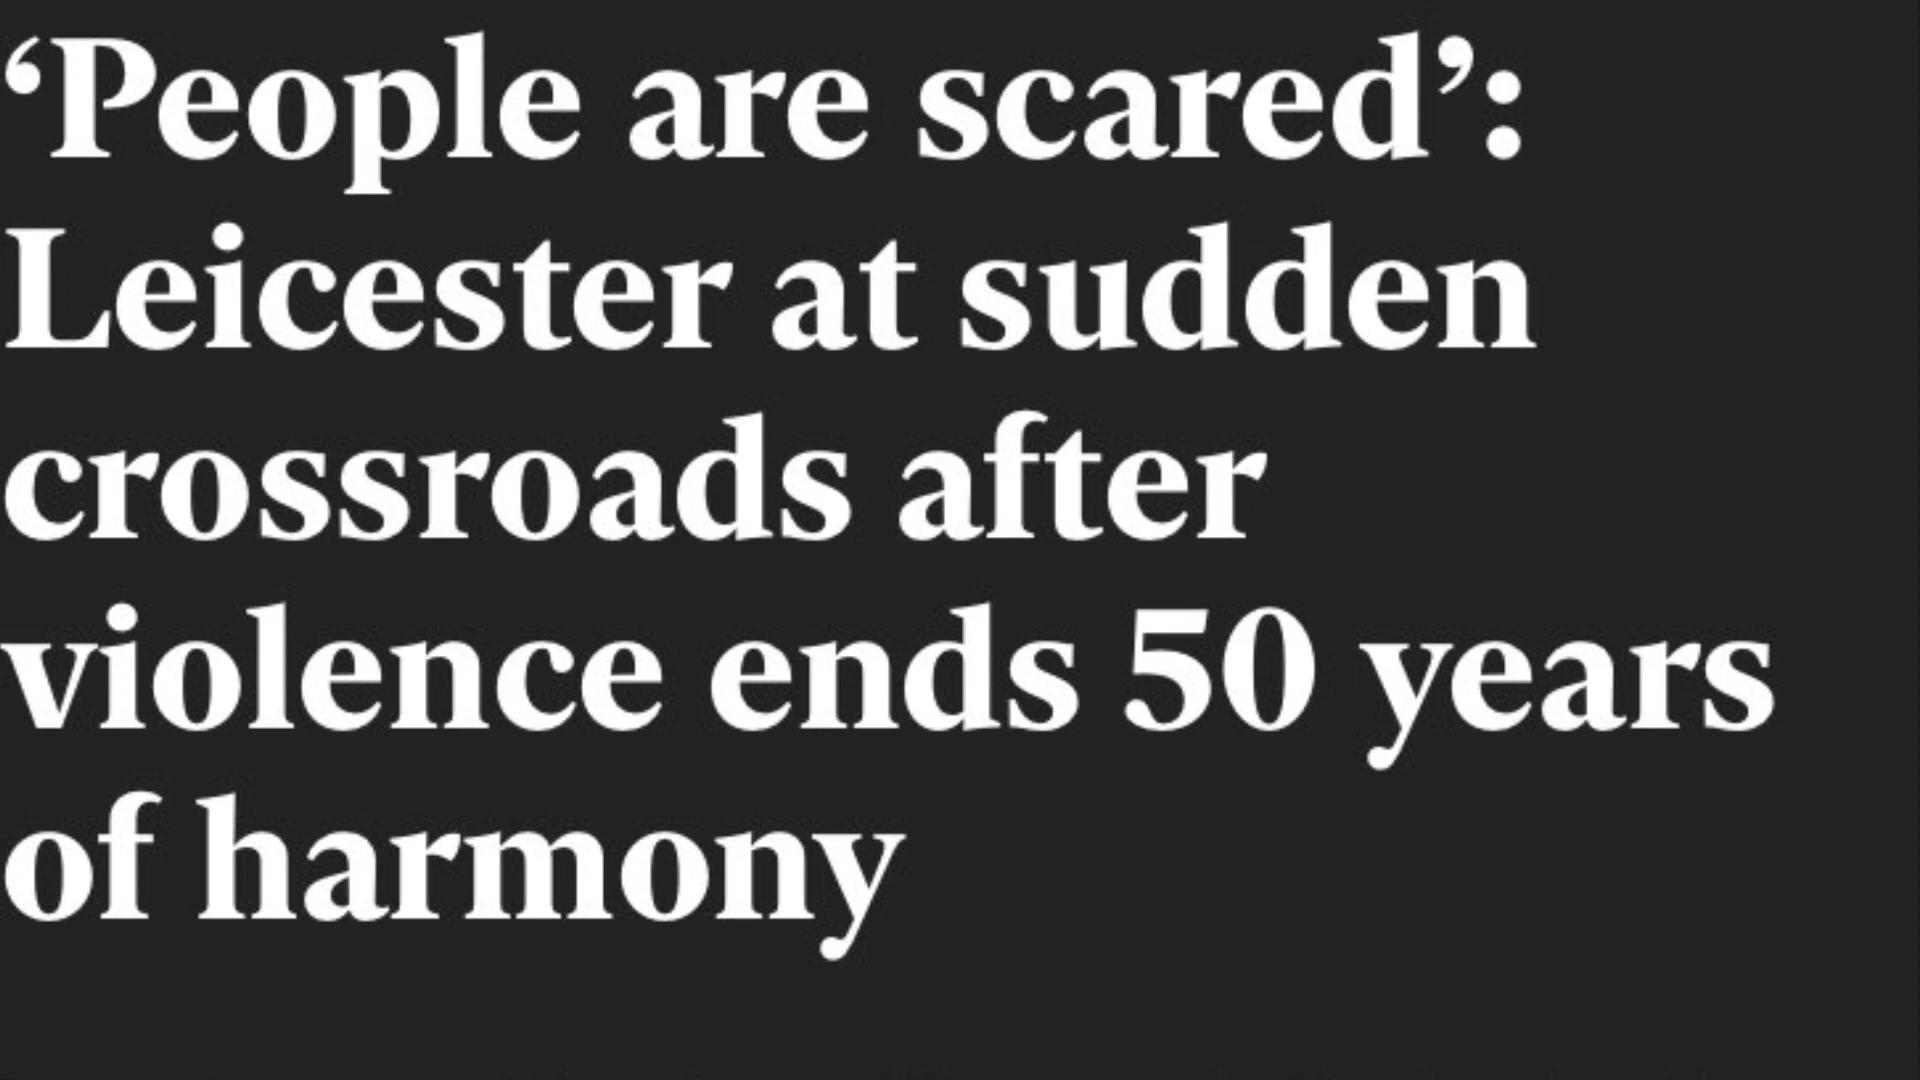 ‘People are scared’:
Leicester at sudden
crossroads after
violence ends 50 years
of harmony